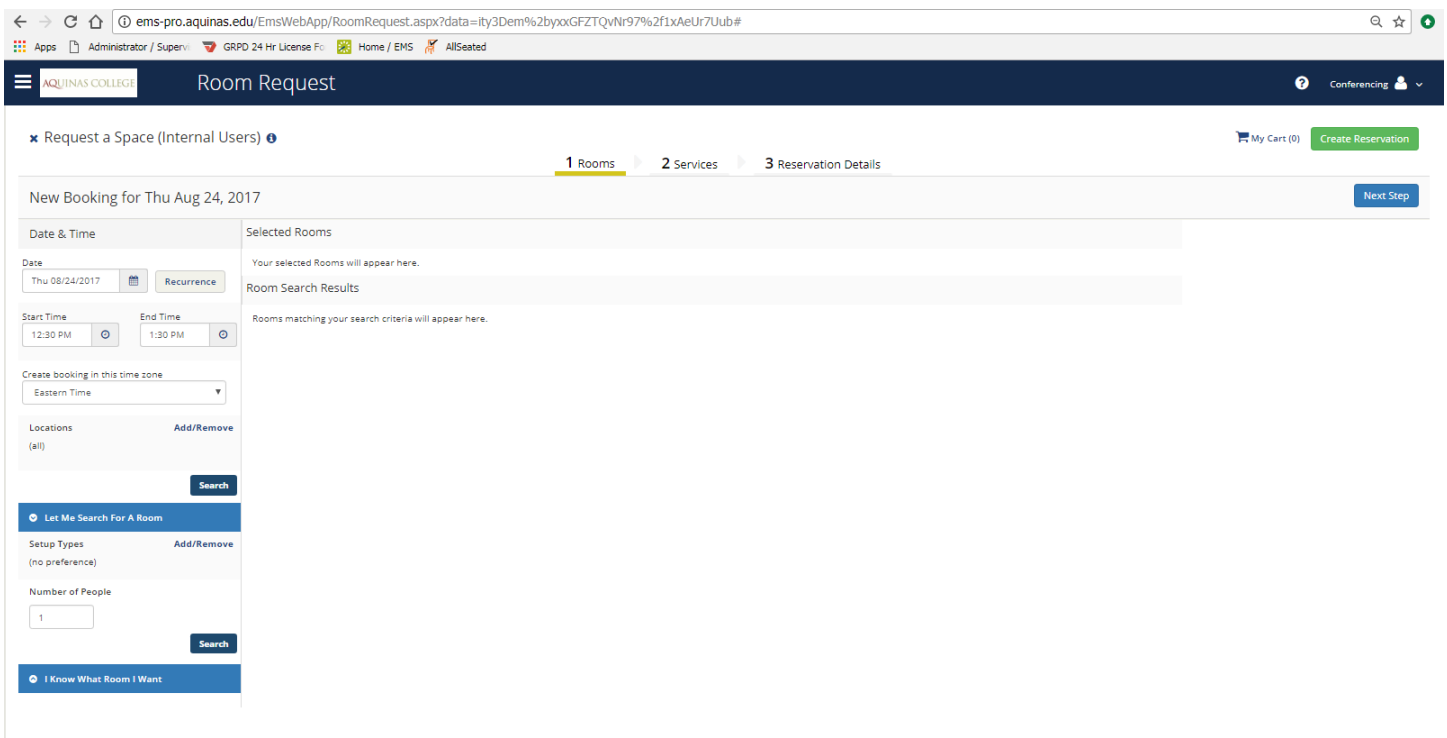 ems-pro.aquinas.edu/EmsWebApp/RoomRequest.aspx?data=ity3Dem%2byxxGFZTQvNr97%2f1xAeUr7Uub#
Apps Administrator / Supervi GRPD 24 Hr License Fo Home / EMS AllSeated
AQUINAS COLLEGE Room Request ? Conferencing
× Request a Space (Internal Users) My Cart (0) Create Reservation
1 Rooms 2 Services 3 Reservation Details
New Booking for Thu Aug 24, 2017 Next Step
Date & Time
Selected Rooms
Date
Your selected Rooms will appear here.
Thu 08/24/2017 Recurrence
Room Search Results
Start Time End Time
Rooms matching your search criteria will appear here.
12:30 PM 1:30 PM
Create booking in this time zone
Eastern Time
Locations Add/Remove
(all)
Search
Let Me Search For A Room
Setup Types Add/Remove
(no preference)
Number of People
1
Search
I Know What Room I Want